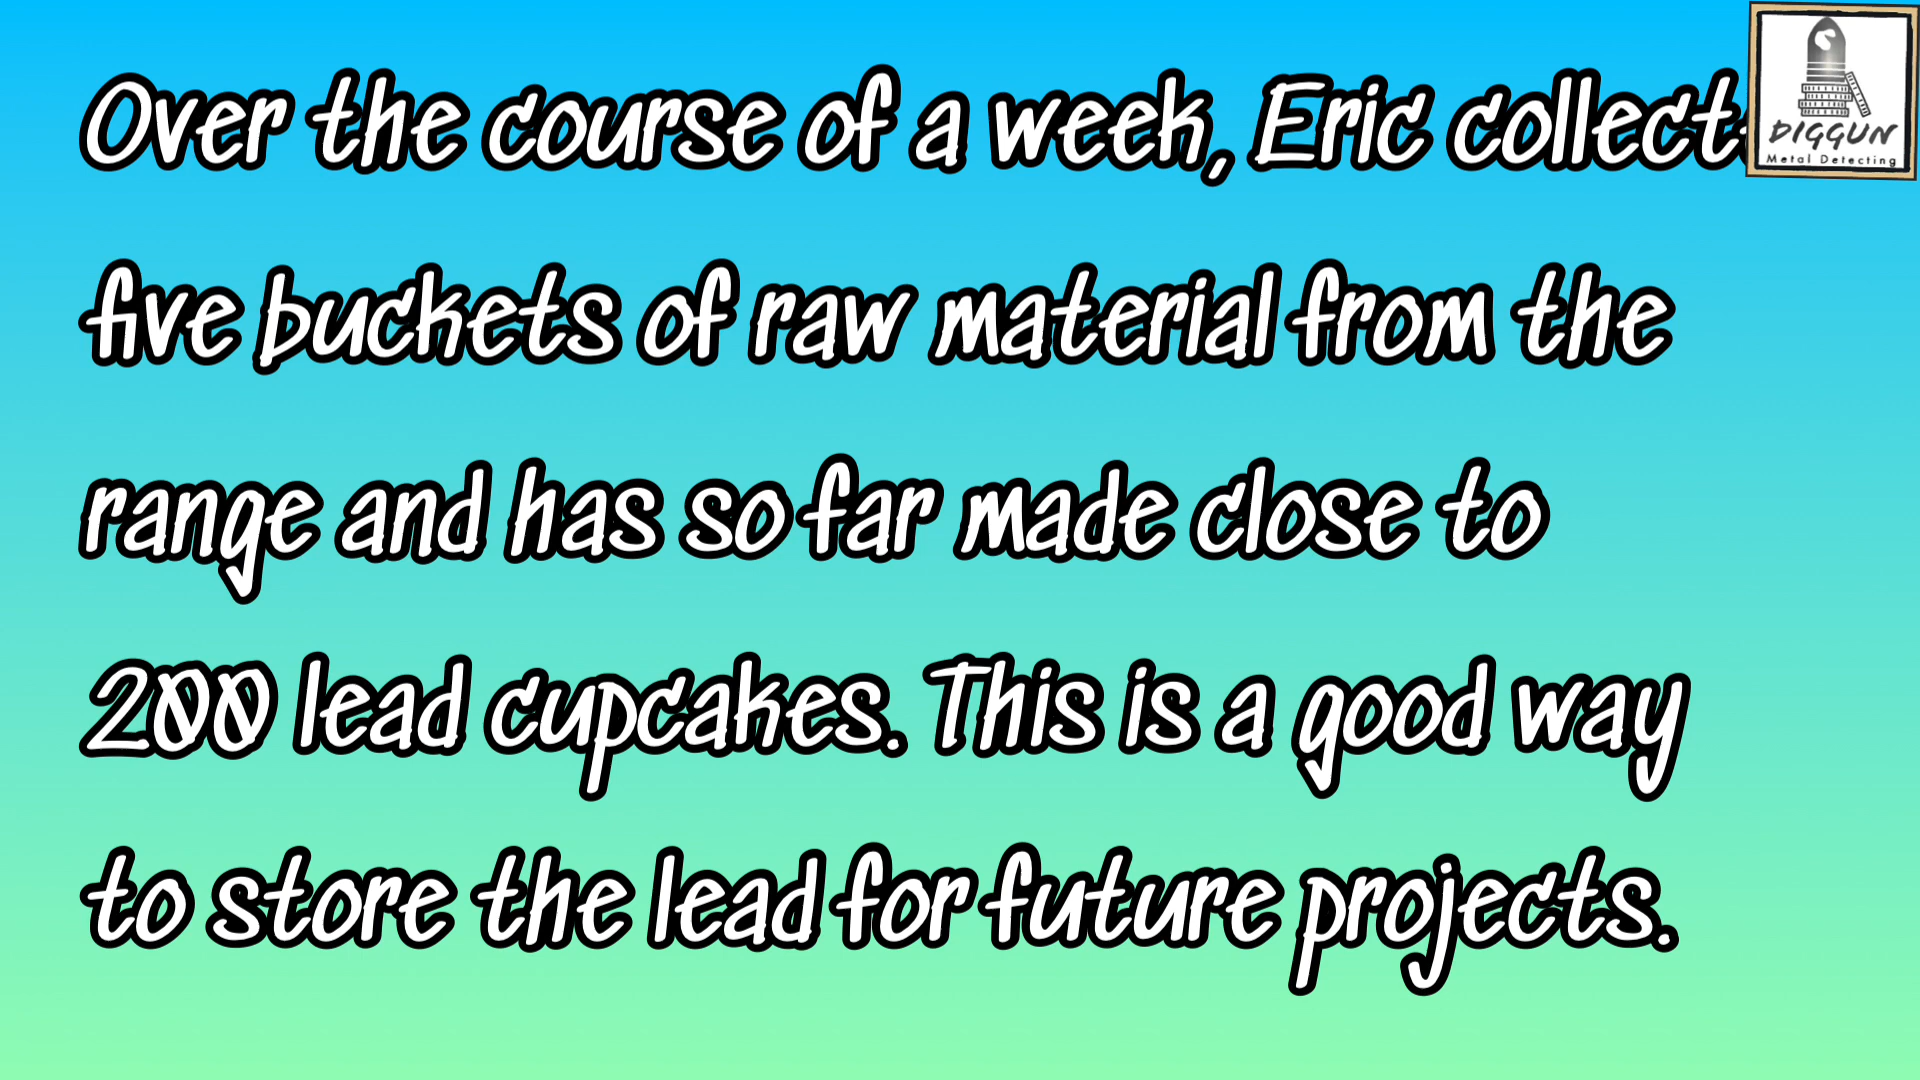 Over the course of a week, Eric collect
five buckets of raw material from the
range and has so far made close to
200 lead cupcakes. This is a good way
to store the lead for future projects.
DIGGUN
Metal Detecting